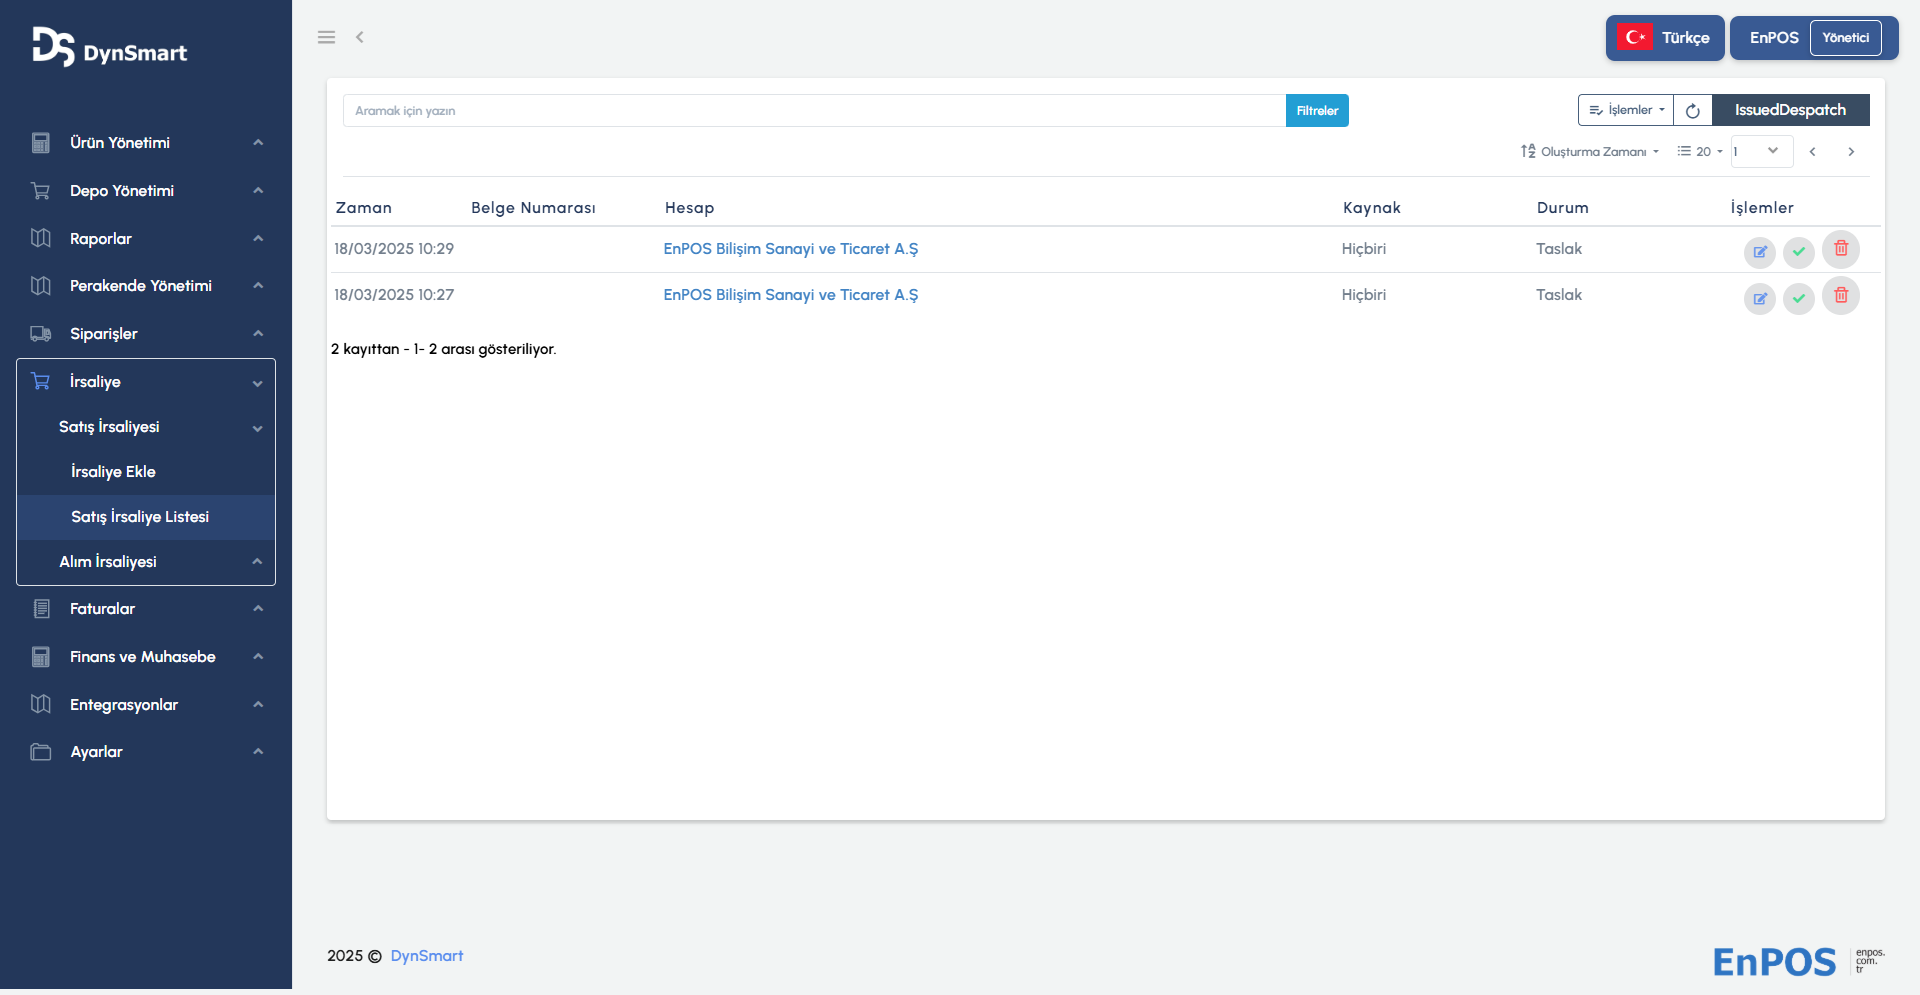 DS DynSmart
Türkçe
EnPOS Yönetici
Ürün Yönetimi
Depo Yönetimi
Raporlar
Perakende Yönetimi
Siparişler
İrsaliye
Satış İrsaliyesi
İrsaliye Ekle
Satış İrsaliye Listesi
Alım İrsaliyesi
Faturalar
Finans ve Muhasebe
Entegrasyonlar
Ayarlar
Aramak için yazın Filtreler İşlemler IssuedDespatch
Oluşturma Zamanı 20 1
Zaman Belge Numarası Hesap Kaynak Durum İşlemler
18/03/2025 10:29 EnPOS Bilişim Sanayi ve Ticaret A.Ş Hiçbiri Taslak
18/03/2025 10:27 EnPOS Bilişim Sanayi ve Ticaret A.Ş Hiçbiri Taslak
2 kayıttan - 1- 2 arası gösteriliyor.
2025 © DynSmart
EnPOS
enpos.
com.
tr